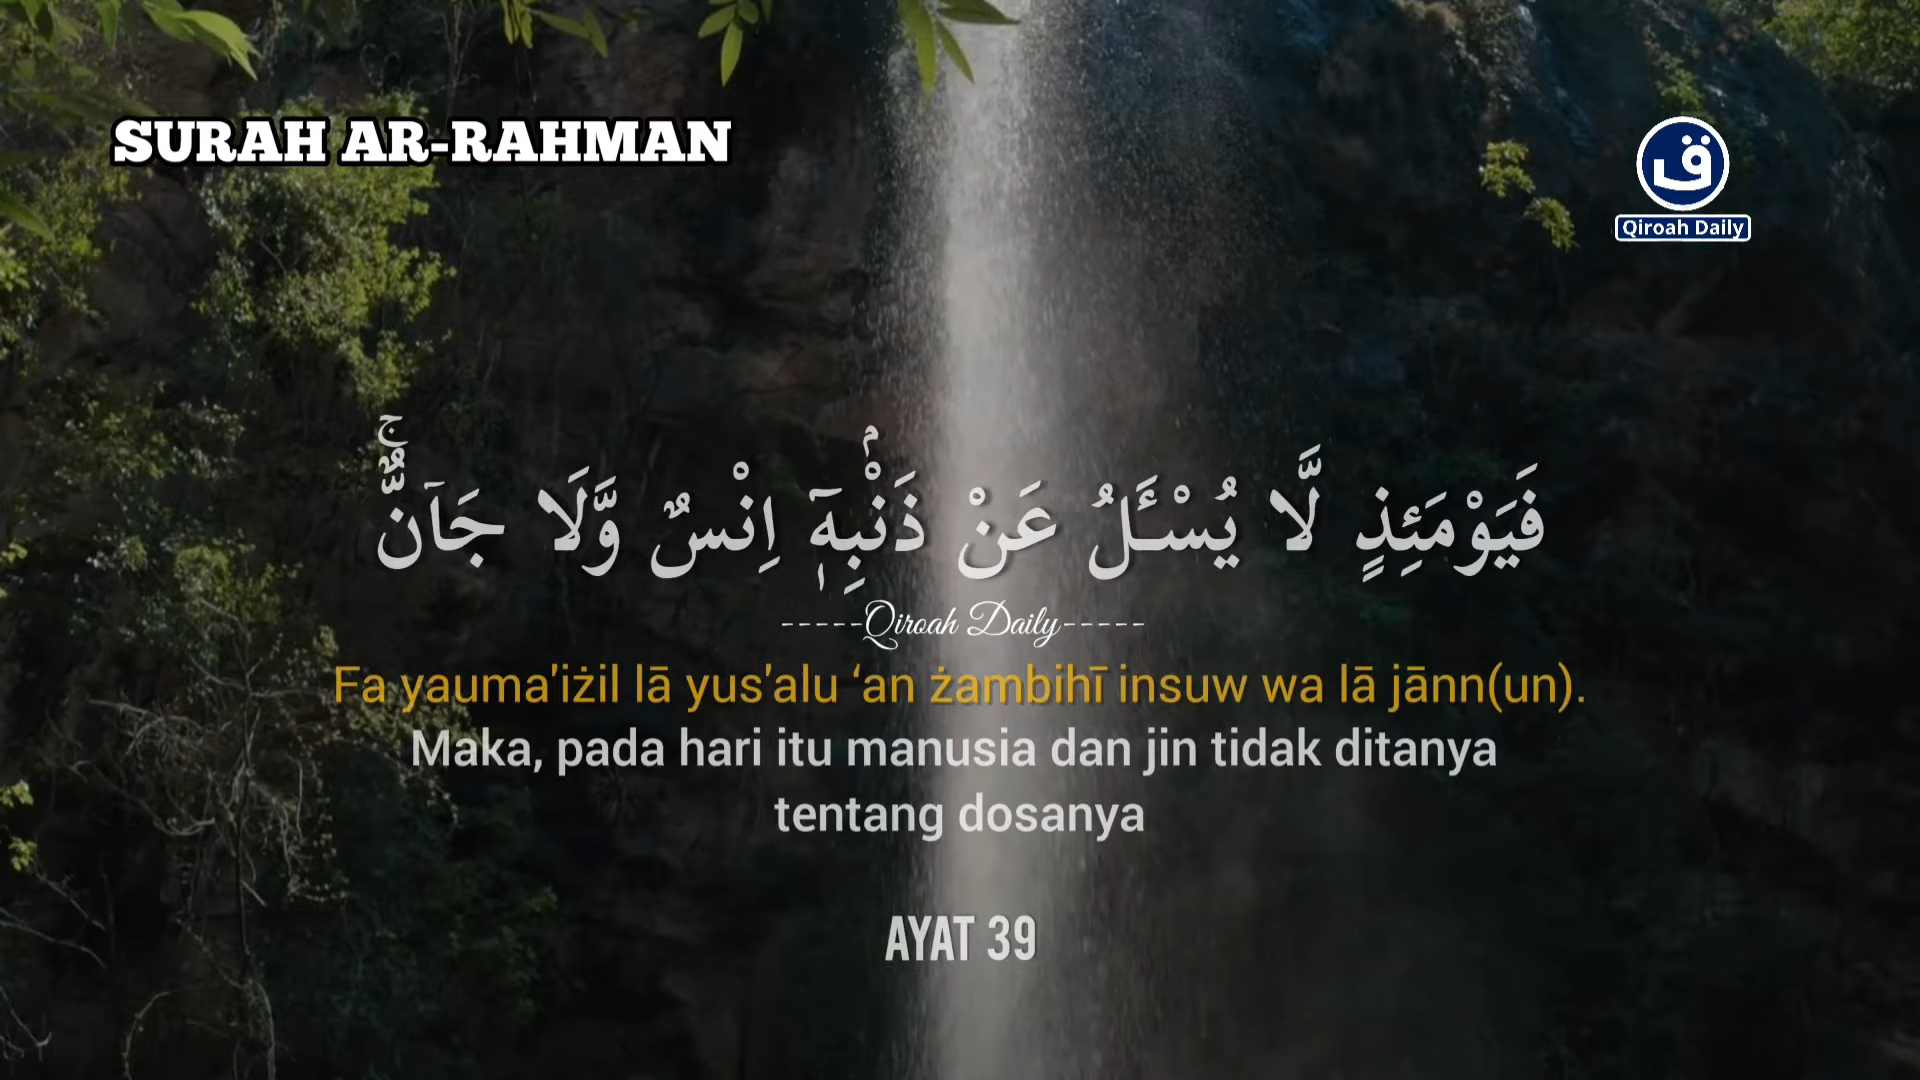 SURAH AR-RAHMAN
ق
Qiroah Daily
فَيَوْمَئِذٍ لَّا يُسْـَٔلُ عَنْ ذَنْۢبِهٖٓ اِنْسٌ وَّلَا جَاۤنٌّۚ
-----Qiroah Daily-----
Fa yauma'iżil lā yus'alu ‘an żambihī insuw wa lā jānn(un).
Maka, pada hari itu manusia dan jin tidak ditanya
tentang dosanya
AYAT 39